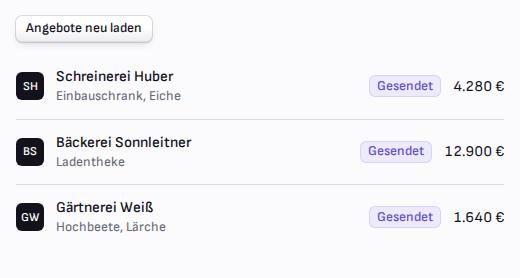 Angebote neu laden
SH Schreinerei Huber Gesendet 4.280 €
Einbauschrank, Eiche
BS Bäckerei Sonnleitner Gesendet 12.900 €
Ladentheke
GW Gärtnerei Weiß Gesendet 1.640 €
Hochbeete, Lärche